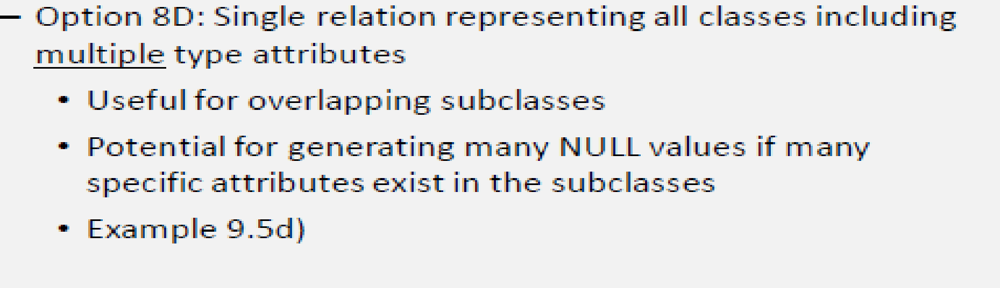 — Option 8D: Single relation representing all classes including
multiple type attributes
• Useful for overlapping subclasses
• Potential for generating many NULL values if many
specific attributes exist in the subclasses
• Example 9.5d)